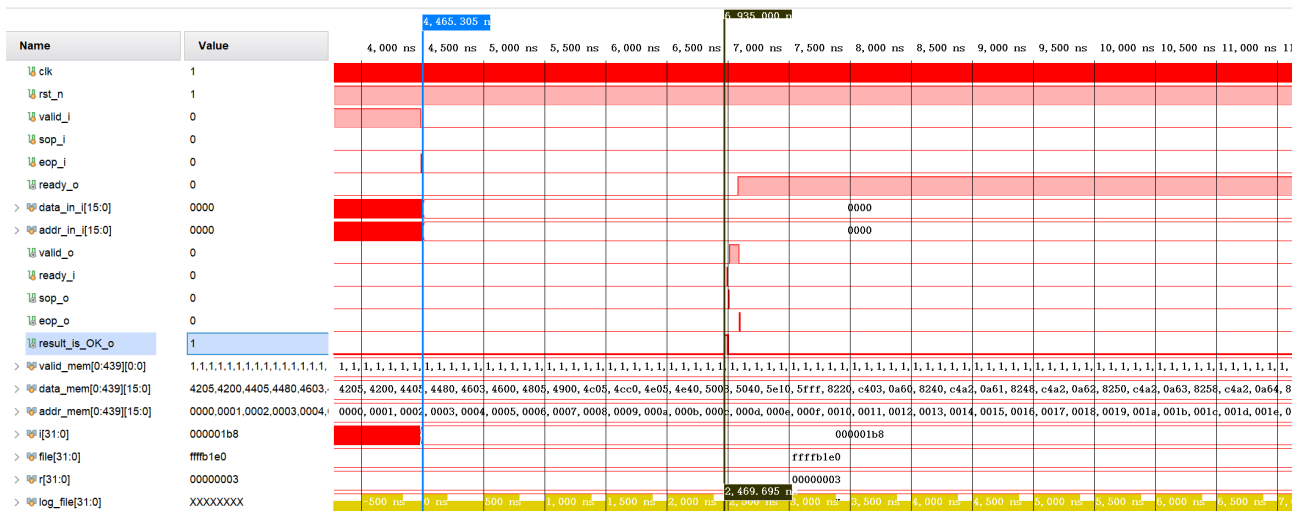 4,465.305 n
6,935.000 n
Name Value
4,000 ns 4,500 ns 5,000 ns 5,500 ns 6,000 ns 6,500 ns 7,000 ns 7,500 ns 8,000 ns 8,500 ns 9,000 ns 9,500 ns 10,000 ns 10,500 ns 11,000 ns 11
clk 1
rst_n 1
valid_i 0
sop_i 0
eop_i 0
ready_o 0
data_in_i[15:0] 0000 0000
addr_in_i[15:0] 0000 0000
valid_o 0
ready_i 0
sop_o 0
eop_o 0
result_is_OK_o 1
valid_mem[0:439][0:0] 1,1,1,1,1,1,1,1,1,1,1,1,1,1,1,
data_mem[0:439][15:0] 4205,4200,4405,4480,4603, 4205, 4200, 4405, 4480, 4603, 4600, 4805, 4900, 4c05, 4cc0, 4e05, 4e40, 5003, 5040, 5e10, 5fff, 8220, c403, 0a60, 8240, c4a2, 0a61, 8248, c4a2, 0a62, 8250, c4a2, 0a63, 8258, c4a2, 0a64, 8
addr_mem[0:439][15:0] 0000,0001,0002,0003,0004, 0000, 0001, 0002, 0003, 0004, 0005, 0006, 0007, 0008, 0009, 000a, 000b, 000c, 000d, 000e, 000f, 0010, 0011, 0012, 0013, 0014, 0015, 0016, 0017, 0018, 0019, 001a, 001b, 001c, 001d, 001e, 0
i[31:0] 000001b8 000001b8
file[31:0] ffffb1e0 ffffb1e0
r[31:0] 00000003 00000003
2,469.695 n
log_file[31:0] XXXXXXXX -500 ns 0 ns 500 ns 1,000 ns 1,500 ns 2,000 3,000 ns 3,500 ns 4,000 ns 4,500 ns 5,000 ns 5,500 ns 6,000 ns 6,500 ns 7,